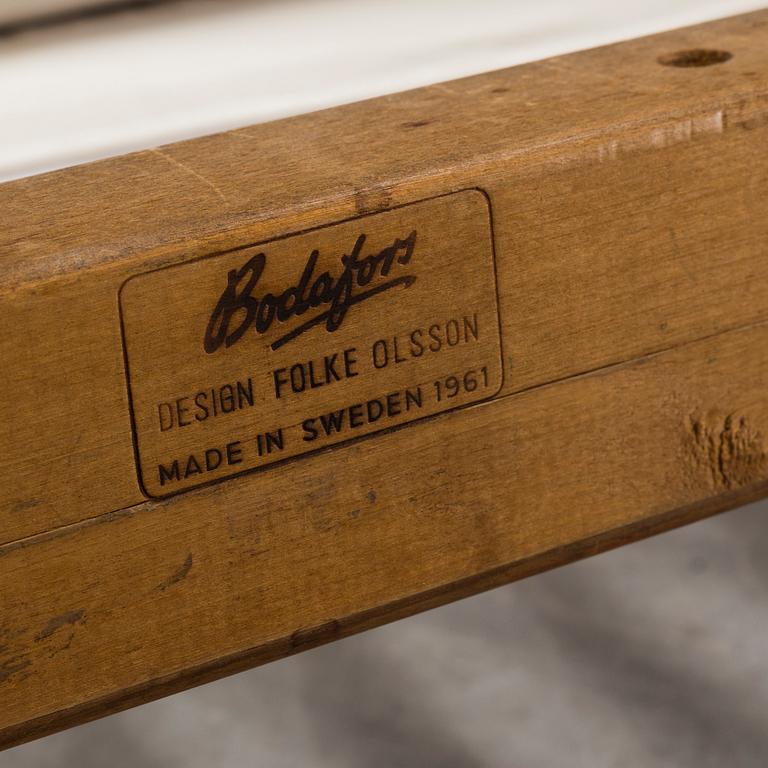 Bodafors
DESIGN FOLKE OLSSON
MADE IN SWEDEN 1961